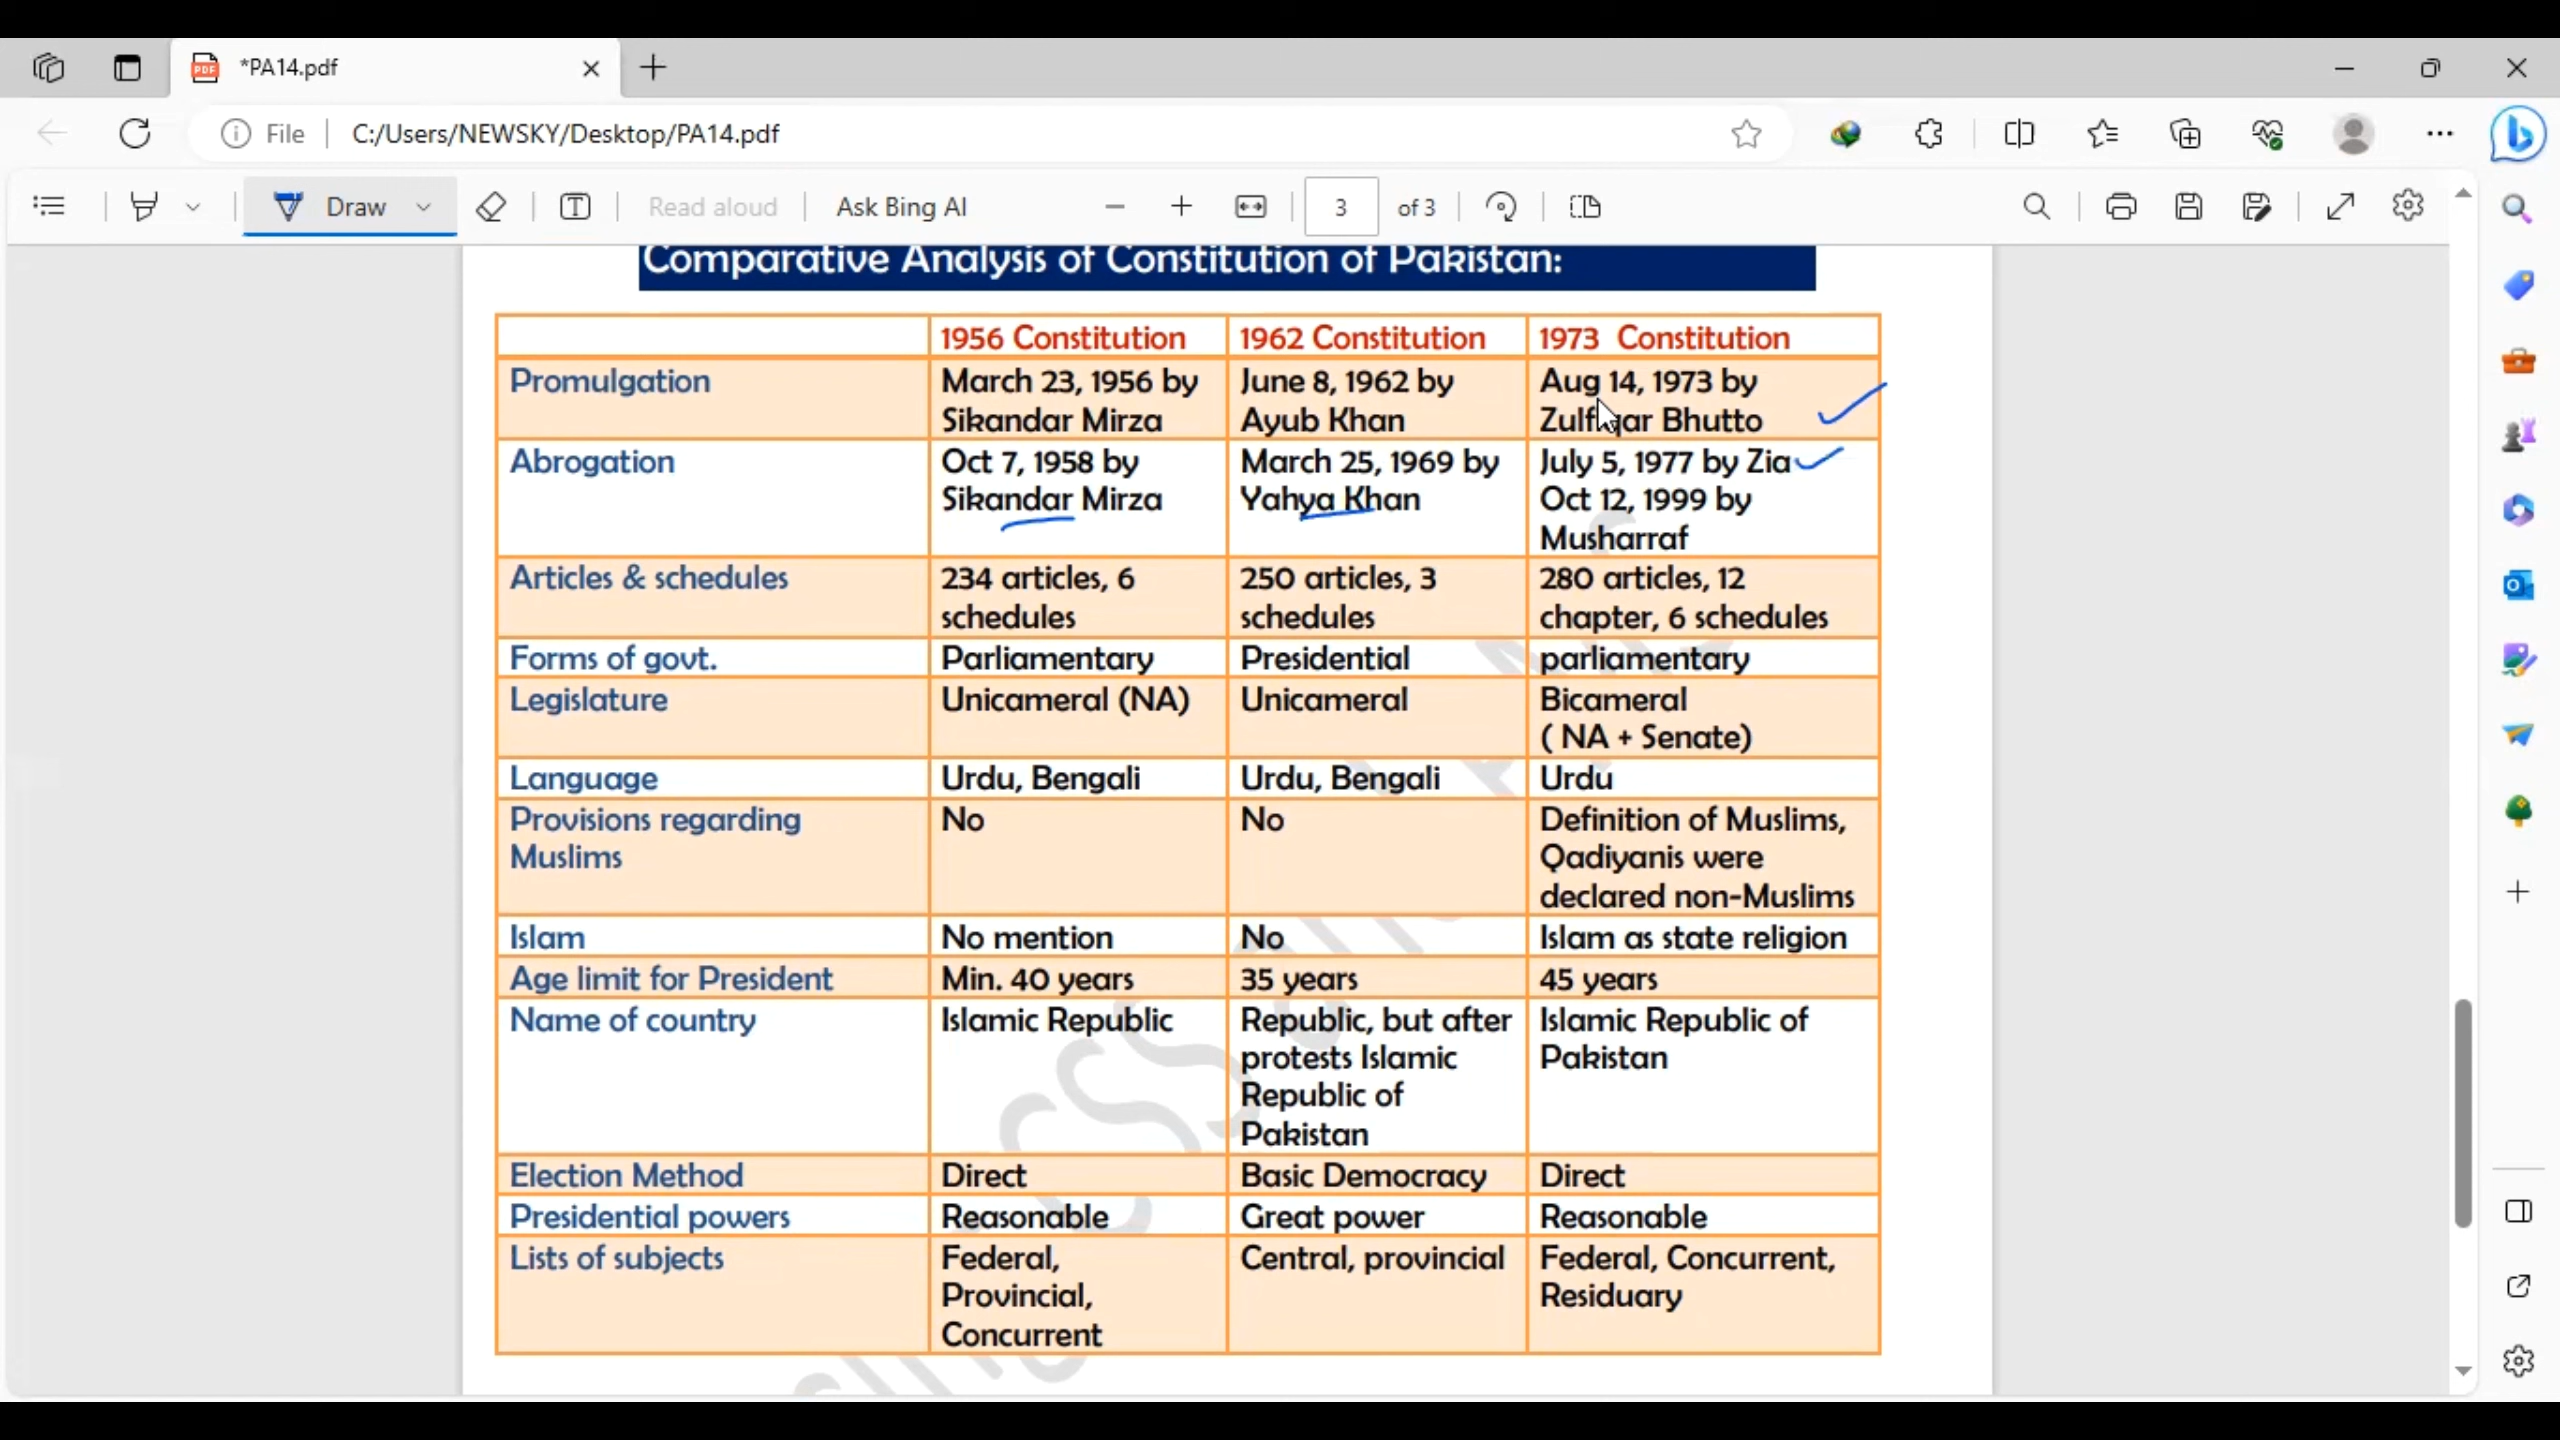 *PA14.pdf
File
C:/Users/NEWSKY/Desktop/PA14.pdf
Draw
Read aloud
Ask Bing AI
3
of 3
Comparative Analysis of Constitution of Pakistan:
1956 Constitution
1962 Constitution
1973 Constitution
Promulgation
March 23, 1956 by
Sikandar Mirza
June 8, 1962 by
Ayub Khan
Aug 14, 1973 by
Zulfiqar Bhutto
Abrogation
Oct 7, 1958 by
Sikandar Mirza
March 25, 1969 by
Yahya Khan
July 5, 1977 by Zia
Oct 12, 1999 by
Musharraf
Articles & schedules
234 articles, 6
schedules
250 articles, 3
schedules
280 articles, 12
chapter, 6 schedules
Forms of govt.
Parliamentary
Presidential
parliamentary
Legislature
Unicameral (NA)
Unicameral
Bicameral
( NA + Senate)
Language
Urdu, Bengali
Urdu, Bengali
Urdu
Provisions regarding
Muslims
No
No
Definition of Muslims,
Qadiyanis were
declared non-Muslims
Islam
No mention
No
Islam as state religion
Age limit for President
Min. 40 years
35 years
45 years
Name of country
Islamic Republic
Republic, but after
protests Islamic
Republic of
Pakistan
Islamic Republic of
Pakistan
Election Method
Direct
Basic Democracy
Direct
Presidential powers
Reasonable
Great power
Reasonable
Lists of subjects
Federal,
Provincial,
Concurrent
Central, provincial
Federal, Concurrent,
Residuary